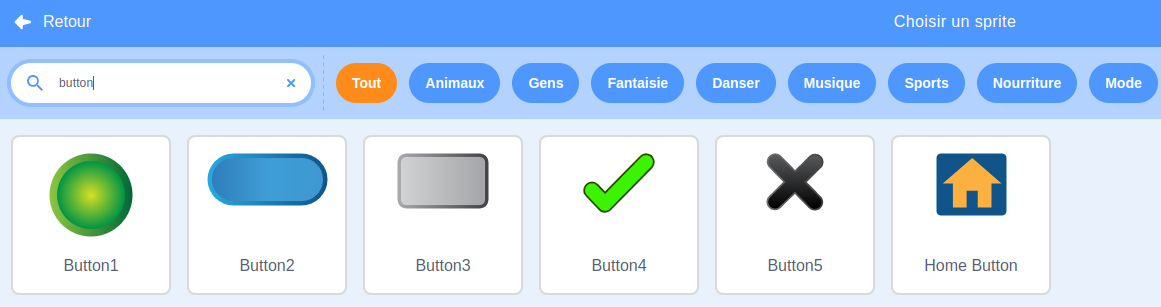 Retour
Choisir un sprite
button
Tout
Animaux
Gens
Fantaisie
Danser
Musique
Sports
Nourriture
Mode
Button1
Button2
Button3
Button4
Button5
Home Button